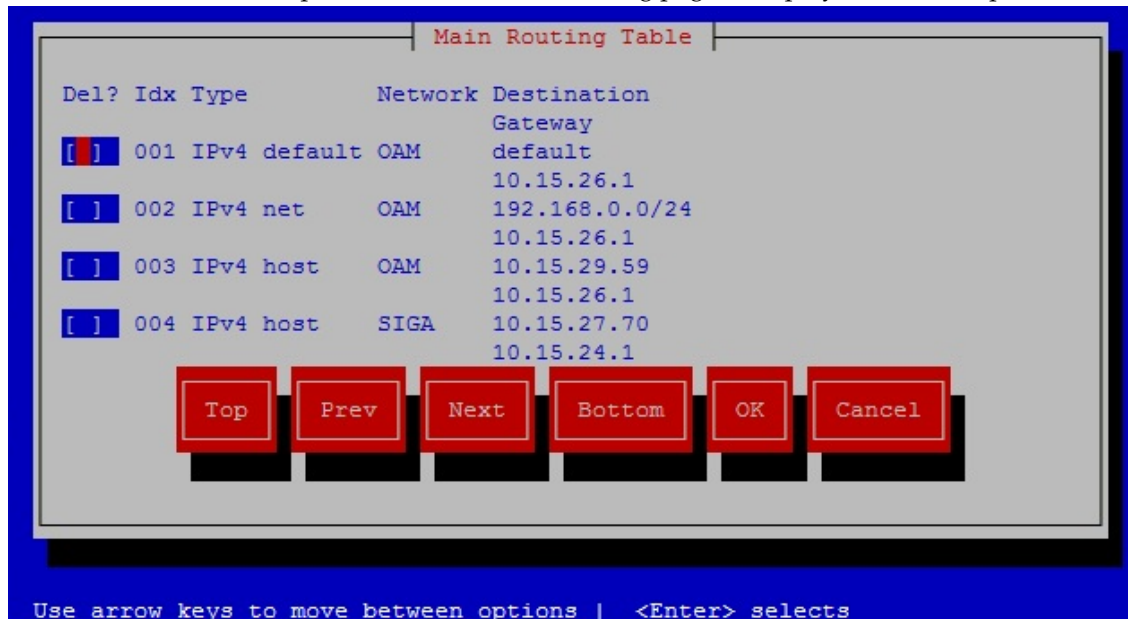 Main Routing Table
Del? Idx Type Network Destination
Gateway
[ ] 001 IPv4 default OAM default
10.15.26.1
[ ] 002 IPv4 net OAM 192.168.0.0/24
10.15.26.1
[ ] 003 IPv4 host OAM 10.15.29.59
10.15.26.1
[ ] 004 IPv4 host SIGA 10.15.27.70
10.15.24.1
Top Prev Next Bottom OK Cancel
Use arrow keys to move between options | <Enter> selects